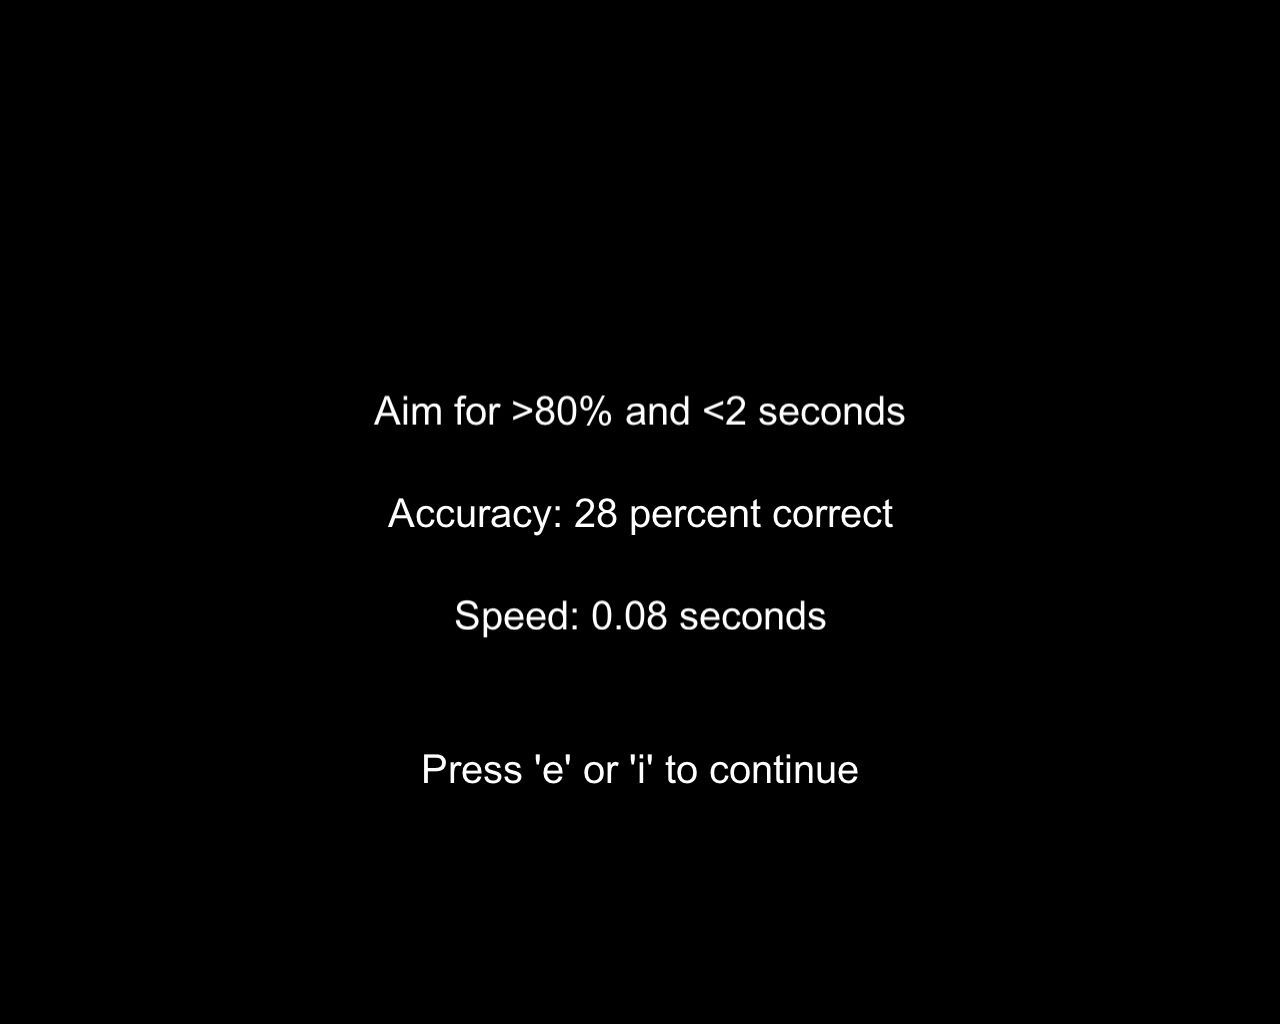 Aim for >80% and <2 seconds
Accuracy: 28 percent correct
Speed: 0.08 seconds
Press 'e' or 'i' to continue